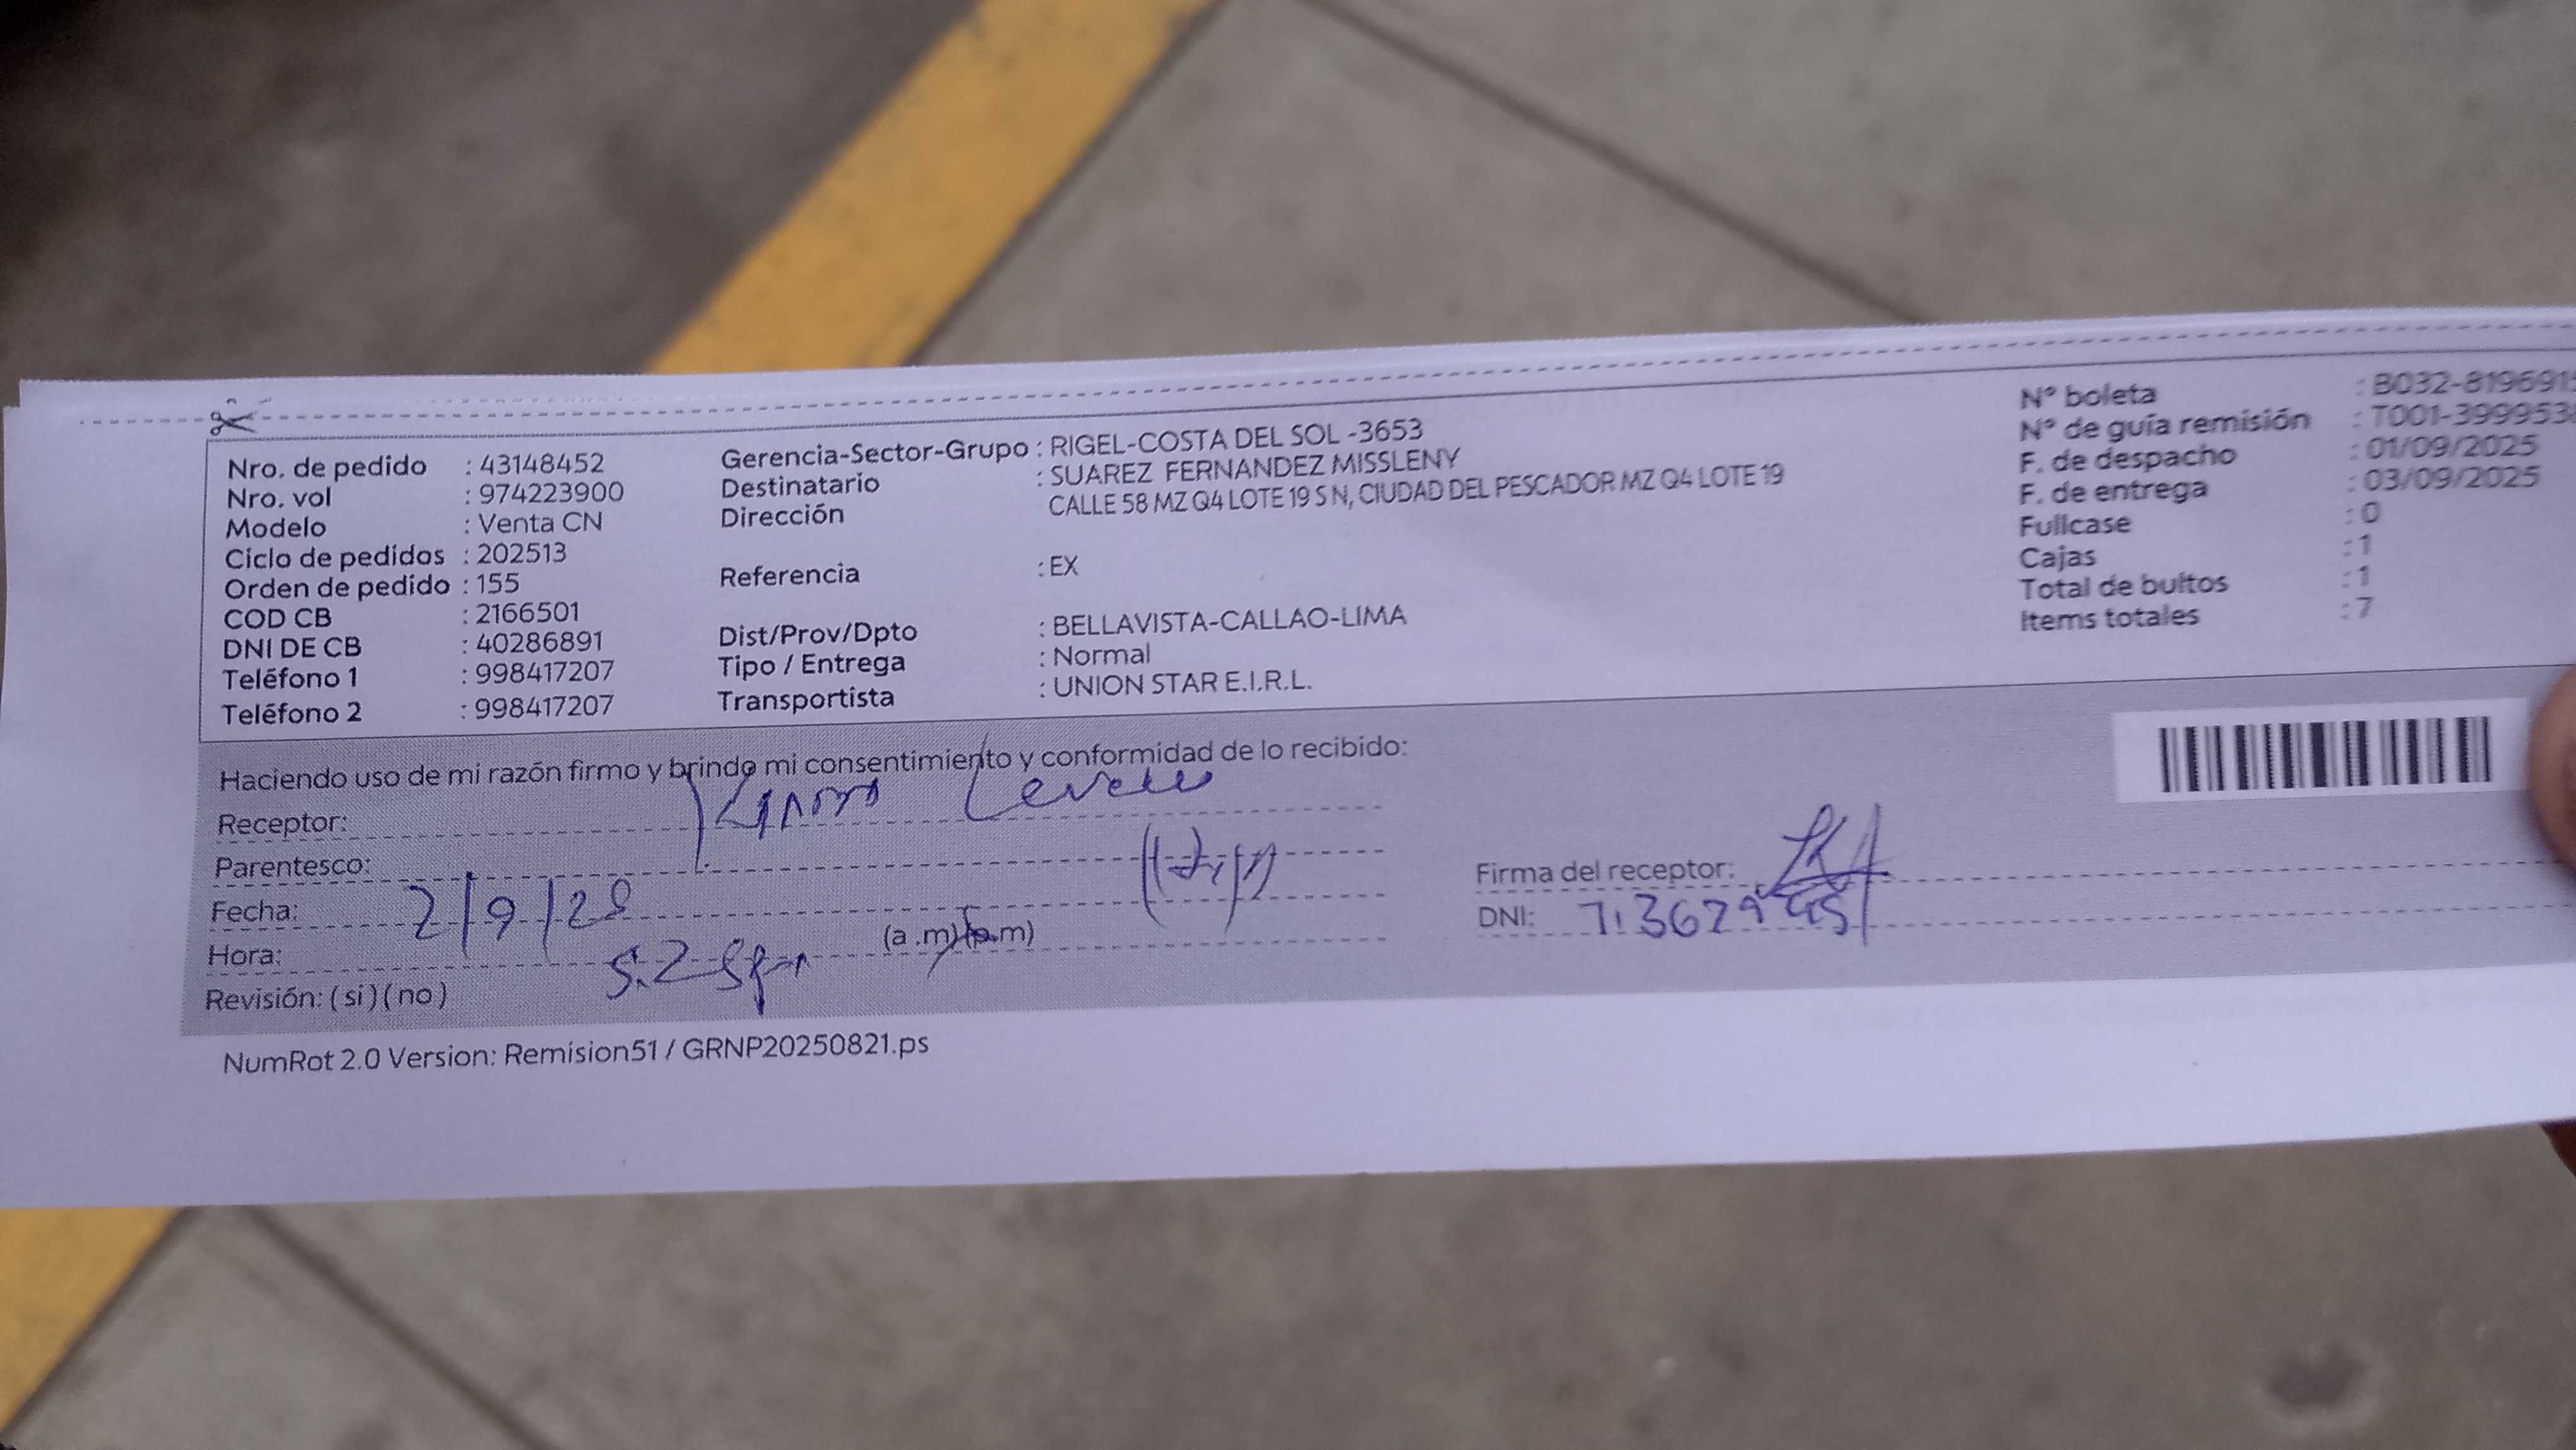 Nro. de pedido : 43148452
Nro. vol : 974223900
Modelo : Venta CN
Ciclo de pedidos : 202513
Orden de pedido : 155
COD CB : 2166501
DNI DE CB : 40286891
Teléfono 1 : 998417207
Teléfono 2 : 998417207
Gerencia-Sector-Grupo : RIGEL-COSTA DEL SOL -3653
Destinatario : SUAREZ FERNANDEZ MISSLENY
Dirección CALLE 58 MZ Q4 LOTE 19 S N, CIUDAD DEL PESCADOR MZ Q4 LOTE 19
Referencia : EX
Dist/Prov/Dpto : BELLAVISTA-CALLAO-LIMA
Tipo / Entrega : Normal
Transportista : UNION STAR E.I.R.L.
N° boleta : B032-819691
N° de guía remisión : T001-399953
F. de despacho : 01/09/2025
F. de entrega : 03/09/2025
Fullcase : 0
Cajas : 1
Total de bultos : 1
Items totales : 7
Haciendo uso de mi razón firmo y brindo mi consentimiento y conformidad de lo recibido:
Receptor:
Parentesco:
Fecha: 2/9/25
Hora: (a .m) (p.m)
Revisión: ( si ) ( no )
Firma del receptor:
DNI:
NumRot 2.0 Version: Remision51 / GRNP20250821.ps